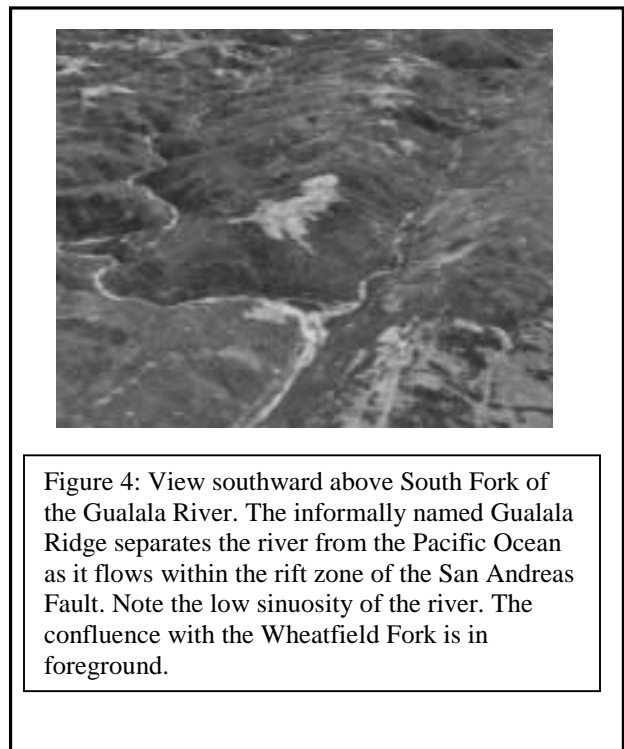 Figure 4: View southward above South Fork of
the Gualala River. The informally named Gualala
Ridge separates the river from the Pacific Ocean
as it flows within the rift zone of the San Andreas
Fault. Note the low sinuosity of the river. The
confluence with the Wheatfield Fork is in
foreground.